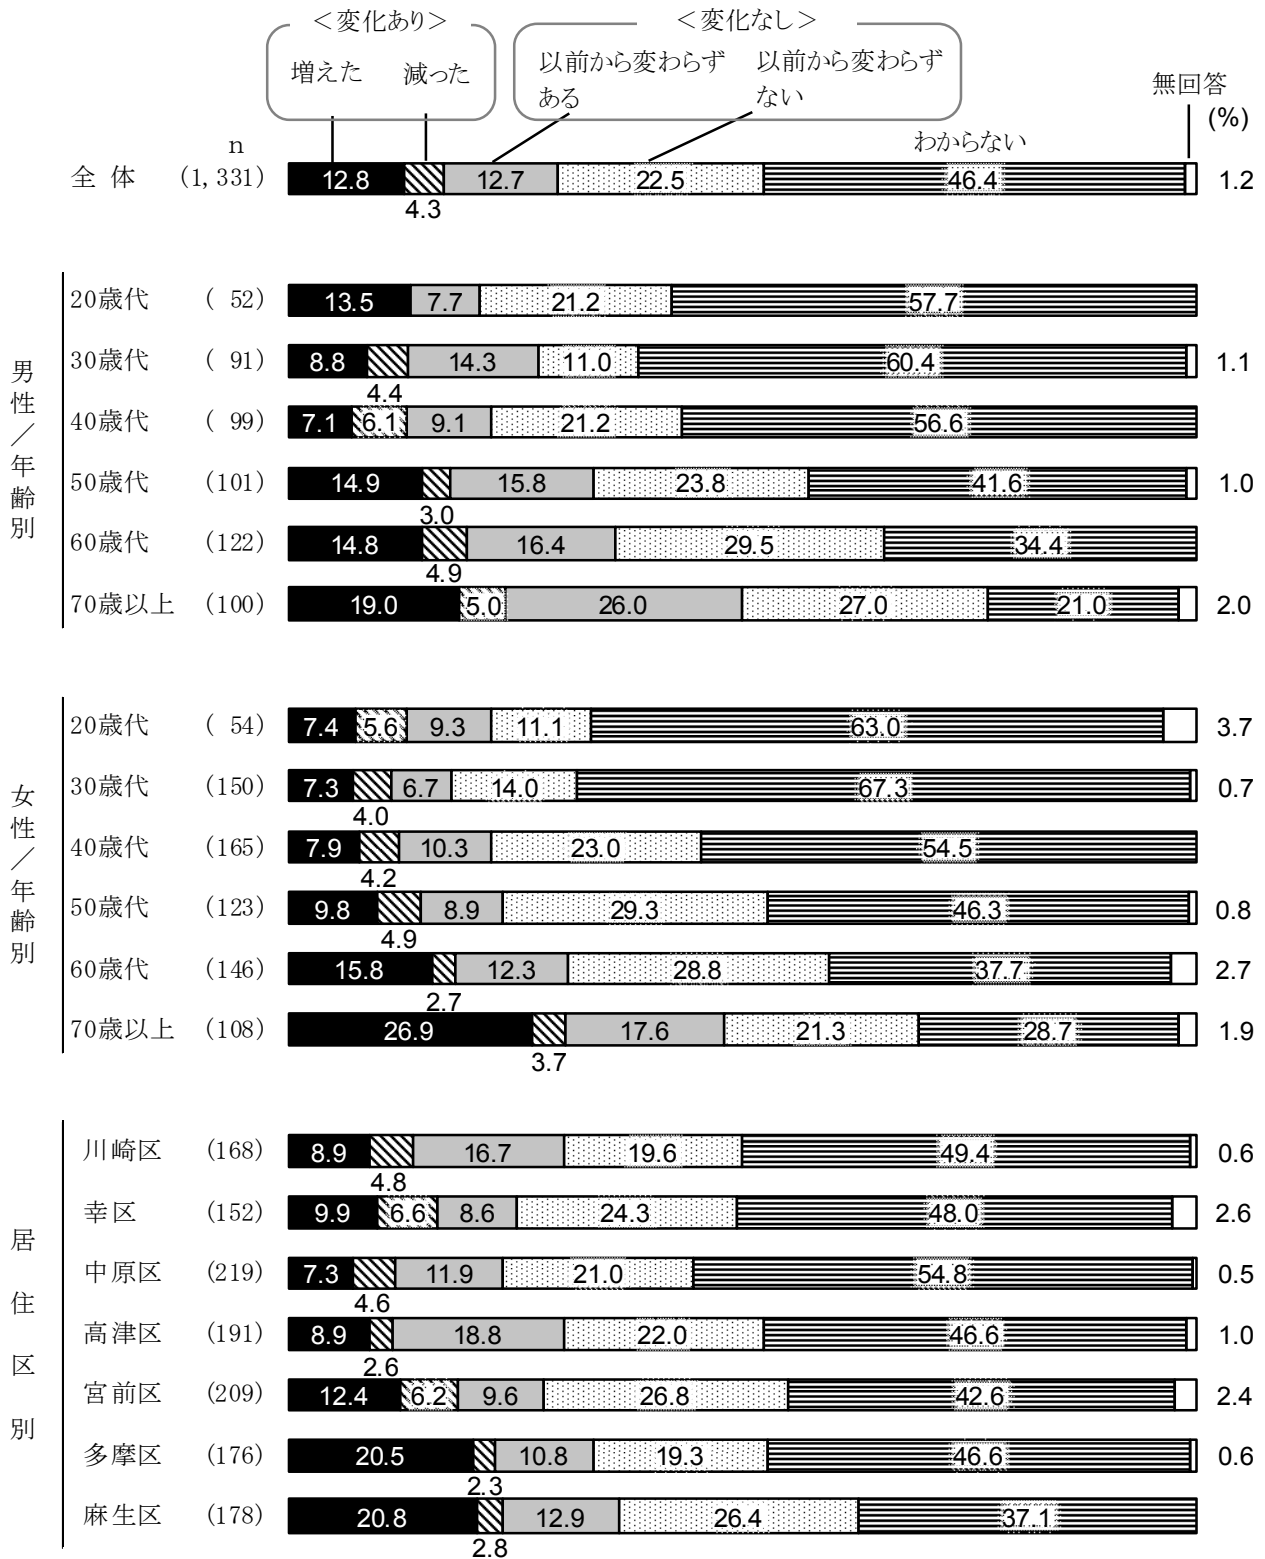 ＜変化あり＞ ＜変化なし＞
増えた 減った 以前から変わらず 以前から変わらず
ある ない 無回答
(%)
n わからない
全 体 (1,331) 12.8 12.7 22.5 46.4 1.2
4.3
男性／年齢別
20歳代 ( 52) 13.5 7.7 21.2 57.7
30歳代 ( 91) 8.8 14.3 11.0 60.4 1.1
4.4
40歳代 ( 99) 7.1 6.1 9.1 21.2 56.6
50歳代 (101) 14.9 15.8 23.8 41.6 1.0
3.0
60歳代 (122) 14.8 16.4 29.5 34.4
4.9
70歳以上 (100) 19.0 5.0 26.0 27.0 21.0 2.0
女性／年齢別
20歳代 ( 54) 7.4 5.6 9.3 11.1 63.0 3.7
30歳代 (150) 7.3 6.7 14.0 67.3 0.7
4.0
40歳代 (165) 7.9 10.3 23.0 54.5
4.2
50歳代 (123) 9.8 8.9 29.3 46.3 0.8
4.9
60歳代 (146) 15.8 12.3 28.8 37.7 2.7
2.7
70歳以上 (108) 26.9 17.6 21.3 28.7 1.9
3.7
居住区別
川崎区 (168) 8.9 16.7 19.6 49.4 0.6
4.8
幸区 (152) 9.9 6.6 8.6 24.3 48.0 2.6
中原区 (219) 7.3 11.9 21.0 54.8 0.5
4.6
高津区 (191) 8.9 18.8 22.0 46.6 1.0
2.6
宮前区 (209) 12.4 6.2 9.6 26.8 42.6 2.4
多摩区 (176) 20.5 10.8 19.3 46.6 0.6
2.3
麻生区 (178) 20.8 12.9 26.4 37.1
2.8